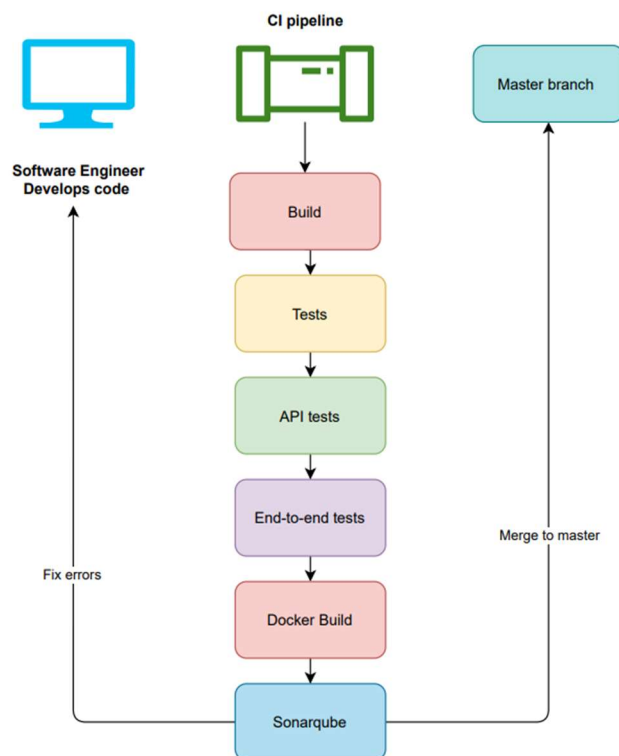 CI pipeline
Master branch
Software Engineer
Develops code
Build
Tests
API tests
End-to-end tests
Merge to master
Fix errors
Docker Build
Sonarqube